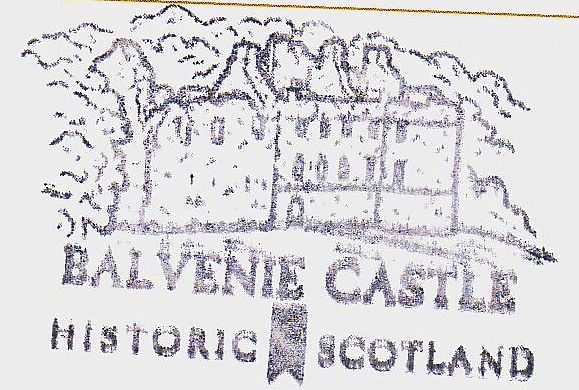 BALVENIE CASTLE
HISTORIC SCOTLAND